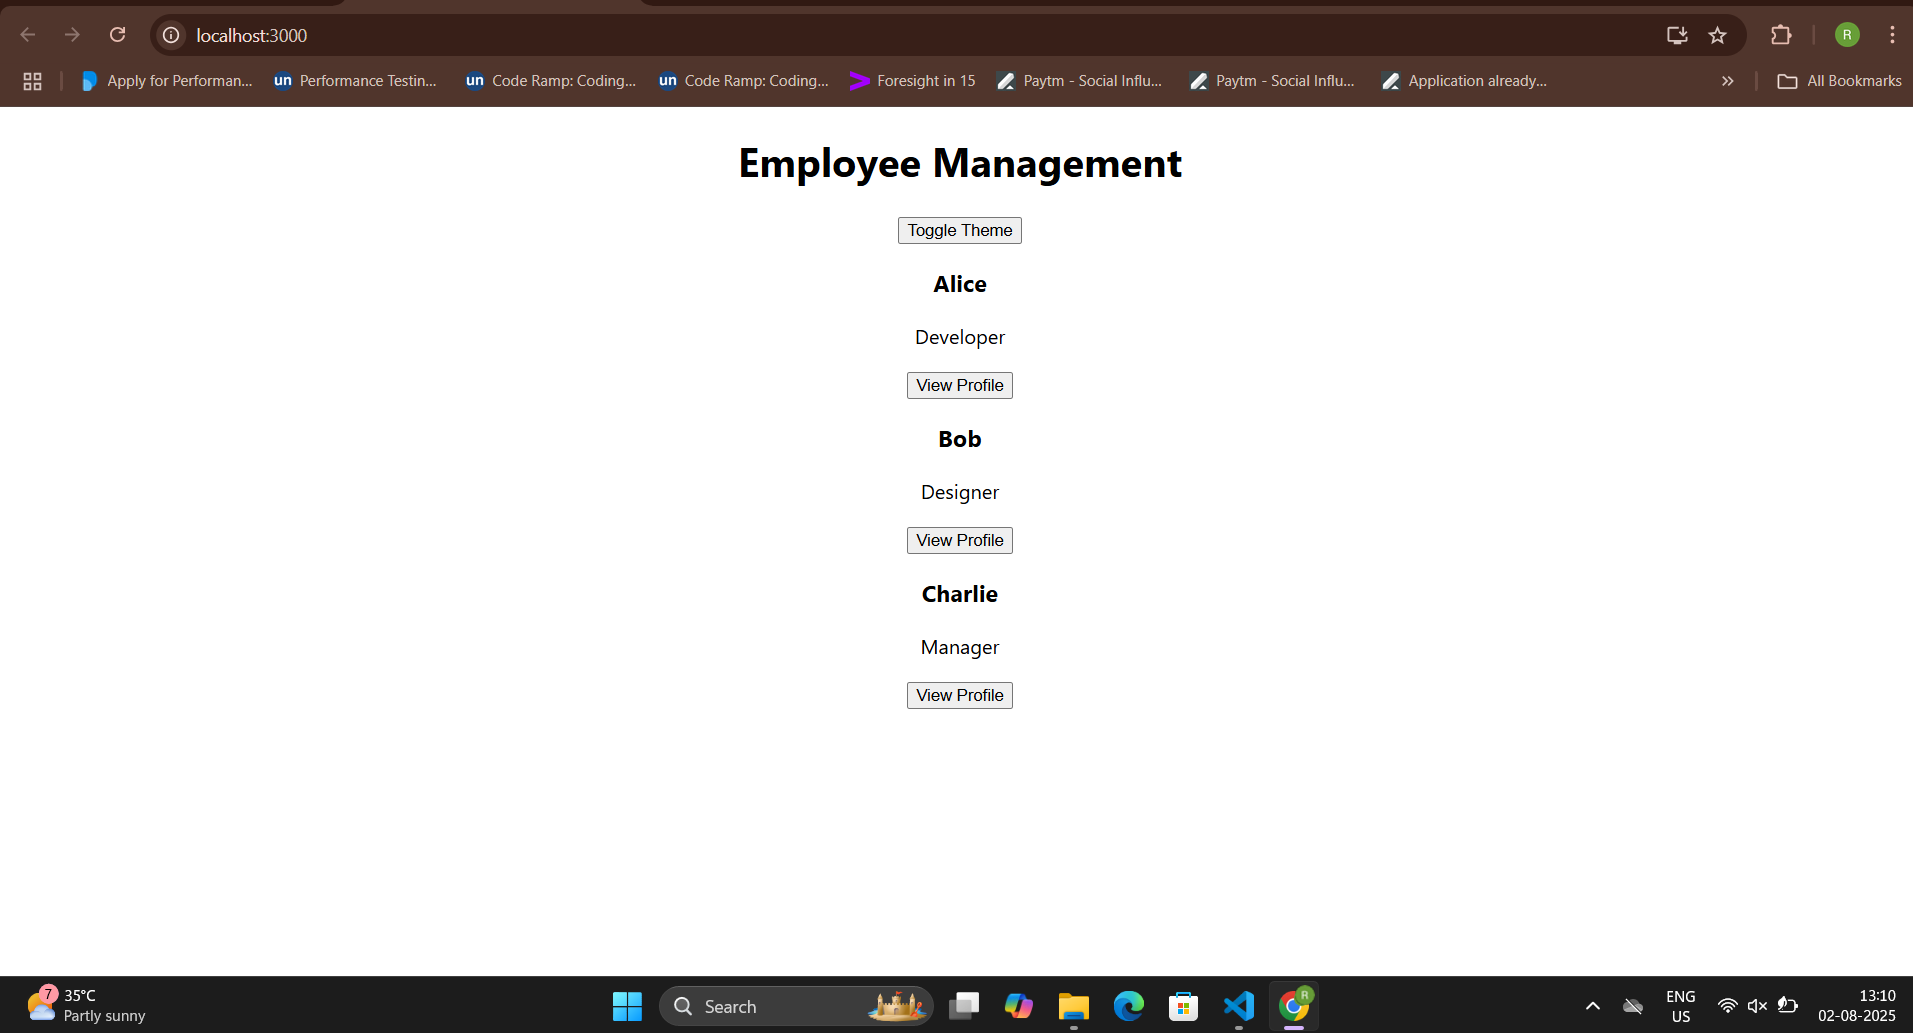 localhost:3000
R
Apply for Performan...
un Performance Testin...
un Code Ramp: Coding...
un Code Ramp: Coding...
Foresight in 15
Paytm - Social Influ...
Paytm - Social Influ...
Application already...
All Bookmarks
Employee Management
Toggle Theme
Alice
Developer
View Profile
Bob
Designer
View Profile
Charlie
Manager
View Profile
7
35°C
Partly sunny
Search
R
ENG
US
13:10
02-08-2025